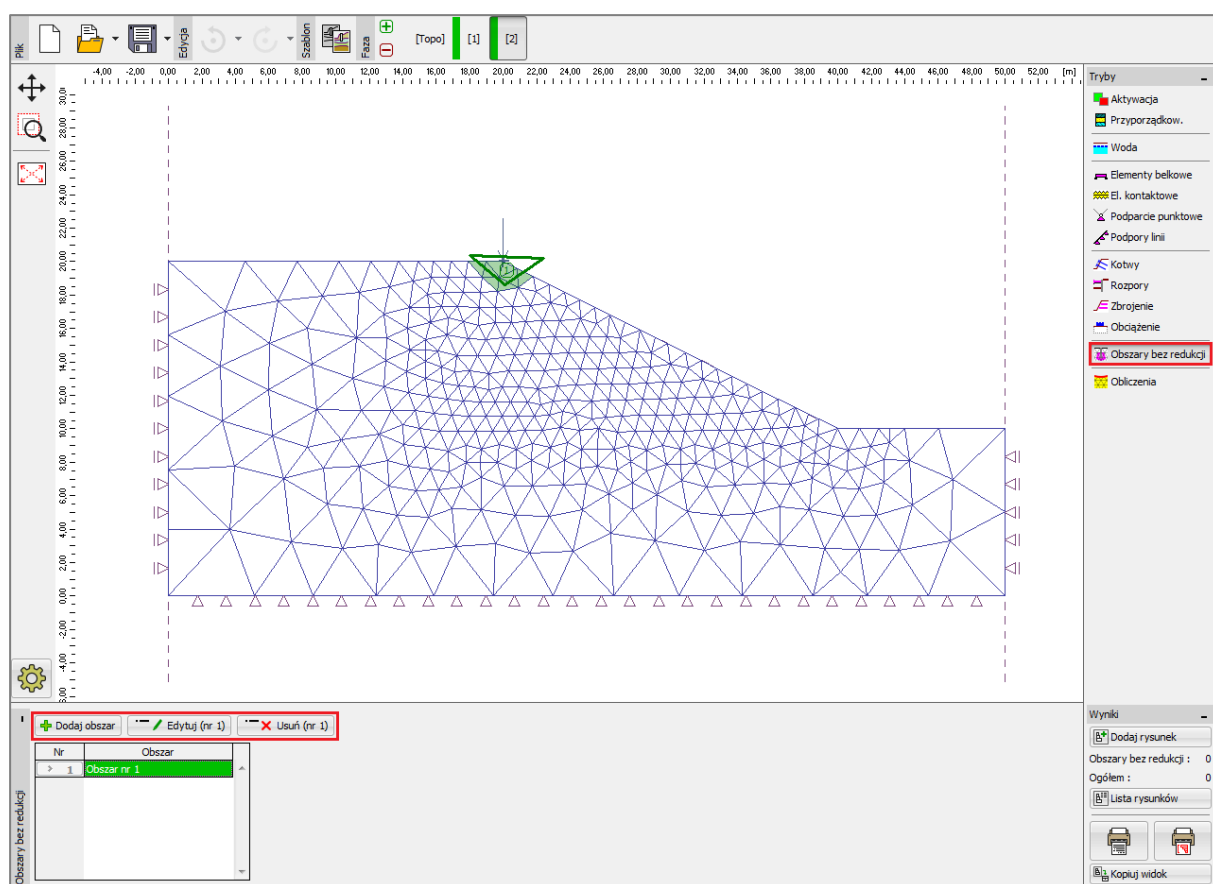 Plik
Edycja
Szablon
Faza
[Topo] [1] [2]
-4,00 -2,00 0,00 2,00 4,00 6,00 8,00 10,00 12,00 14,00 16,00 18,00 20,00 22,00 24,00 26,00 28,00 30,00 32,00 34,00 36,00 38,00 40,00 42,00 44,00 46,00 48,00 50,00 52,00 [m]
28,00
26,00
24,00
22,00
20,00
18,00
16,00
14,00
12,00
10,00
8,00
6,00
4,00
2,00
0,00
-2,00
-4,00
Tryby
Aktywacja
Przyporządkow.
Woda
Elementy belkowe
El. kontaktowe
Podparcie punktowe
Podpory linii
Kotwy
Rozpory
Zbrojenie
Obciążenie
Obszary bez redukcji
Obliczenia
Obszary bez redukcji
Dodaj obszar Edytuj (nr 1) Usuń (nr 1)
Nr Obszar
1 Obszar nr 1
Wyniki
Dodaj rysunek
Obszary bez redukcji : 0
Ogółem : 0
Lista rysunków
Kopiuj widok